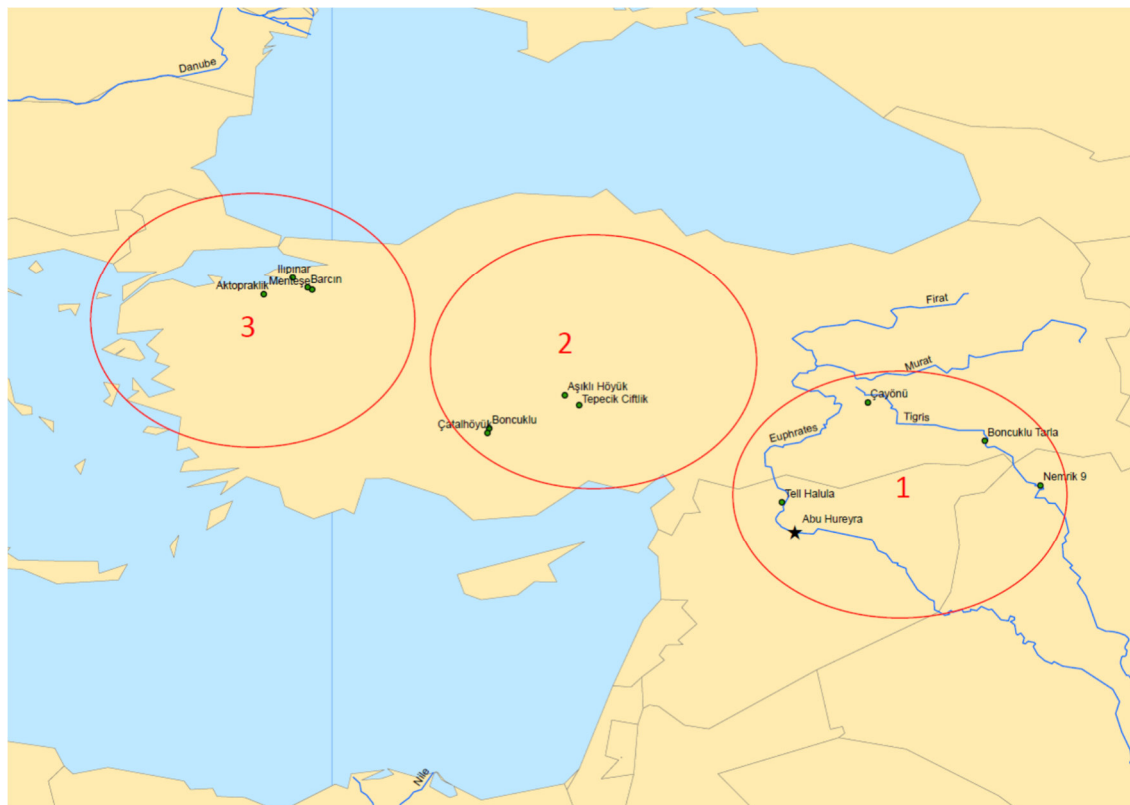 Danube
Ilıpınar
Menteşe
Barcın
Aktopraklik
3
2
Firat
Murat
Aşıklı Höyük
Tepecik Ciftlik
Çayönü
Tigris
Boncuklu
Çatalhöyük
Euphrates
Boncuklu Tarla
Nemrik 9
1
Tell Halula
Abu Hureyra
Nile